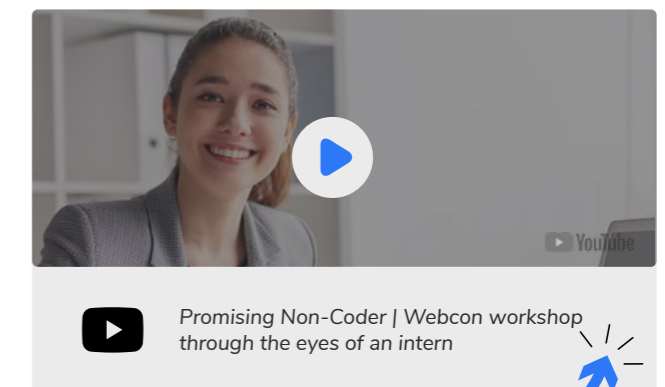 YouTube
Promising Non-Coder | Webcon workshop
through the eyes of an intern